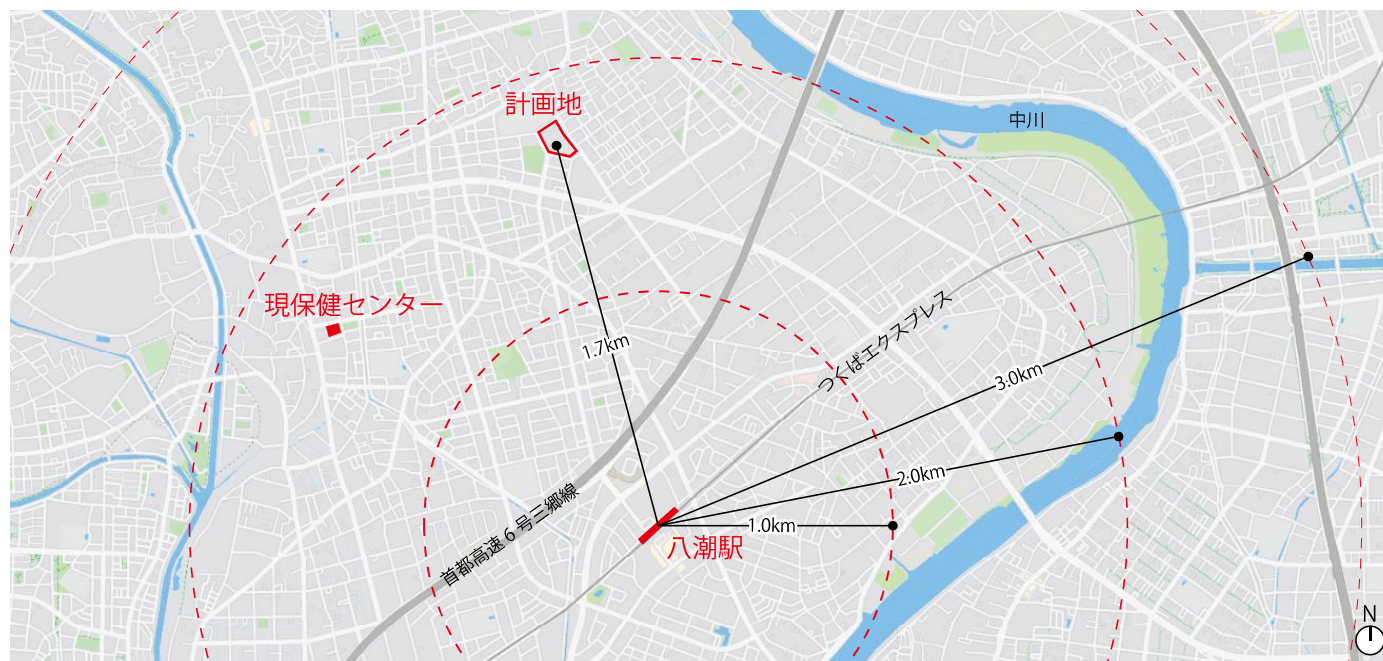 計画地
中川
現保健センター
1.7km
つくばエクスプレス
3.0km
2.0km
首都高速6号三郷線
1.0km
八潮駅
N